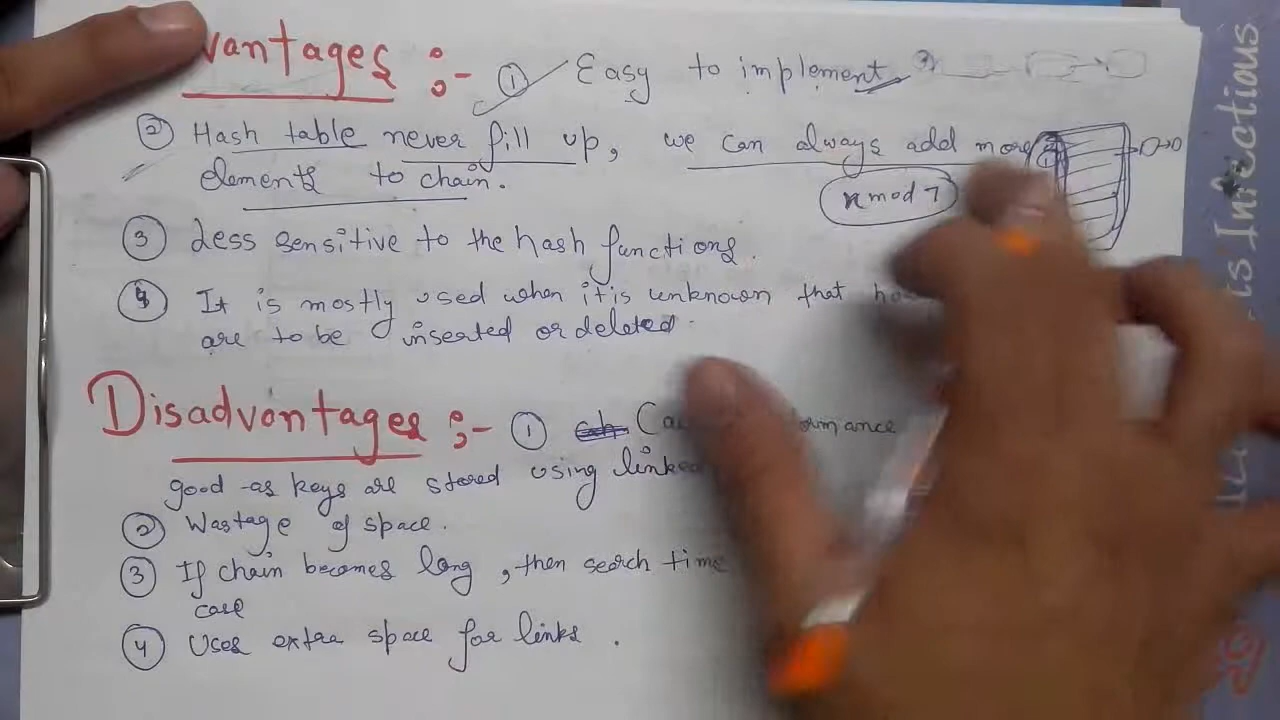 vantages :- ① Easy to implement
② Hash table never fill up, we can always add more
elements to chain.
n mod 7
③ Less sensitive to the hash functions.
④ It is mostly used when it is unknown that
are to be inserted or deleted.
Disadvantages :- ①
good as keys are stored using linked
② Wastage of space.
③ If chain becomes long, then search time
case
④ Uses extra space for links.
is Infectious